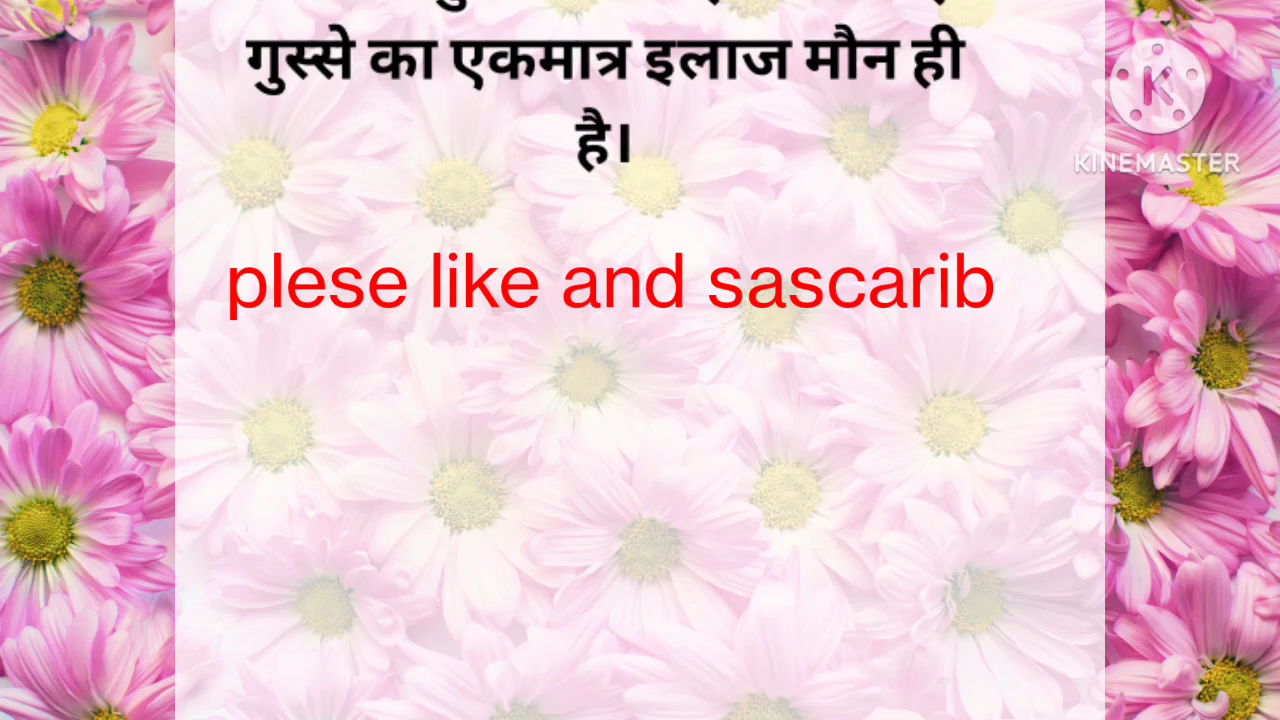 गुस्से का एकमात्र इलाज मौन ही
है।
plese like and sascarib
KINEMASTER